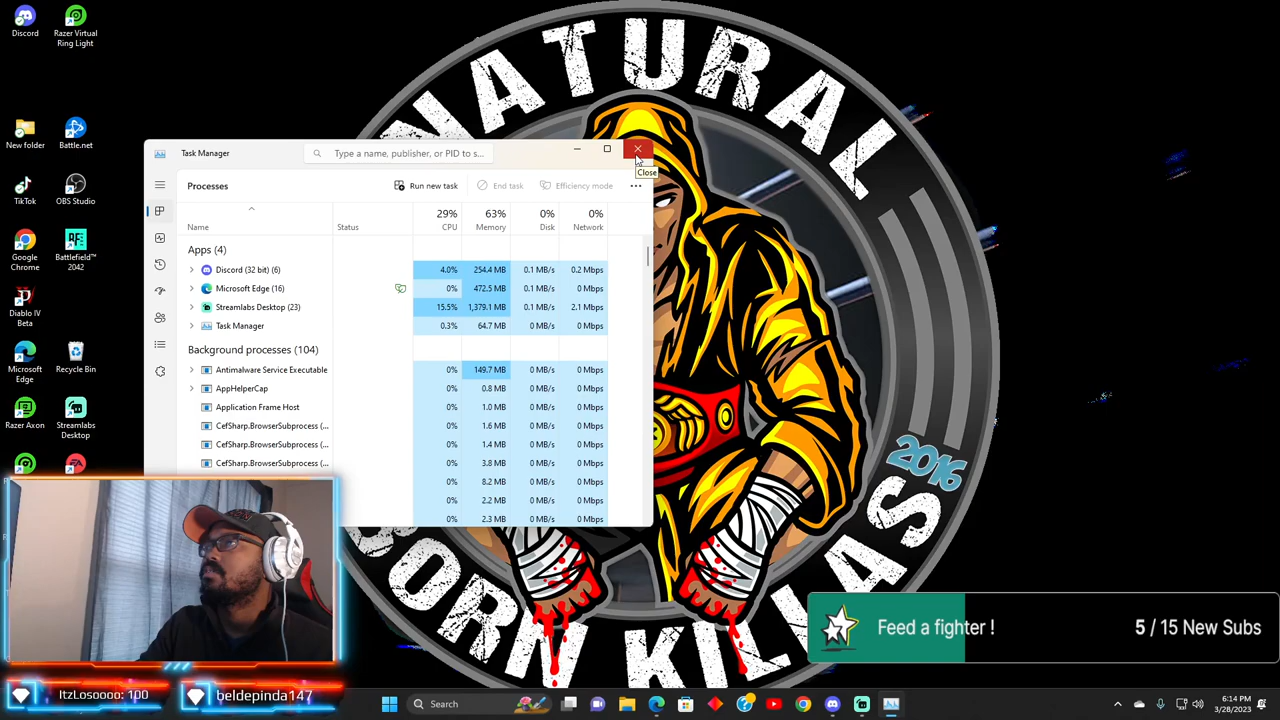 Discord
Razer Virtual
Ring Light
New folder
Battle.net
TikTok
OBS Studio
Google
Chrome
Battlefield™
2042
Diablo IV
Beta
Microsoft
Edge
Recycle Bin
Razer Axon
Streamlabs
Desktop
NATURAL
BORN KILLAS
2016
Task Manager
Type a name, publisher, or PID to s...
Close
Processes
Run new task
End task
Efficiency mode
29% 63% 0% 0%
Name Status CPU Memory Disk Network
Apps (4)
Discord (32 bit) (6) 4.0% 254.4 MB 0.1 MB/s 0.2 Mbps
Microsoft Edge (16) 0% 472.5 MB 0.1 MB/s 0 Mbps
Streamlabs Desktop (23) 15.5% 1,379.1 MB 0.1 MB/s 2.1 Mbps
Task Manager 0.3% 64.7 MB 0 MB/s 0 Mbps
Background processes (104)
Antimalware Service Executable 0% 149.7 MB 0 MB/s 0 Mbps
AppHelperCap 0% 0.8 MB 0 MB/s 0 Mbps
Application Frame Host 0% 1.0 MB 0 MB/s 0 Mbps
CefSharp.BrowserSubprocess (... 0% 1.6 MB 0 MB/s 0 Mbps
CefSharp.BrowserSubprocess (... 0% 1.4 MB 0 MB/s 0 Mbps
CefSharp.BrowserSubprocess (... 0% 3.8 MB 0 MB/s 0 Mbps
0% 8.2 MB 0 MB/s 0 Mbps
0% 2.2 MB 0 MB/s 0 Mbps
0% 2.3 MB 0 MB/s 0 Mbps
Feed a fighter !
5 / 15 New Subs
ItzLosoooo: 100
beldepinda147
Search
6:14 PM
3/28/2023